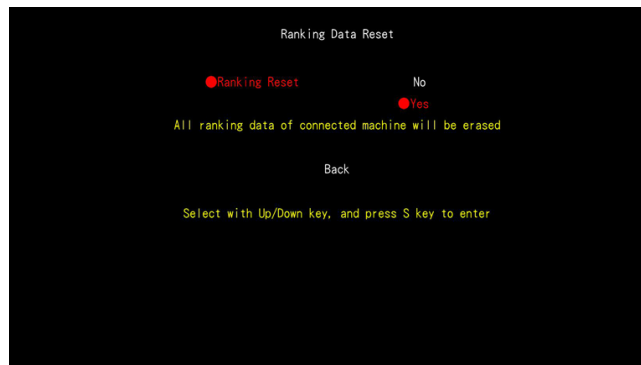 Ranking Data Reset
●Ranking Reset No
●Yes
All ranking data of connected machine will be erased
Back
Select with Up/Down key, and press S key to enter